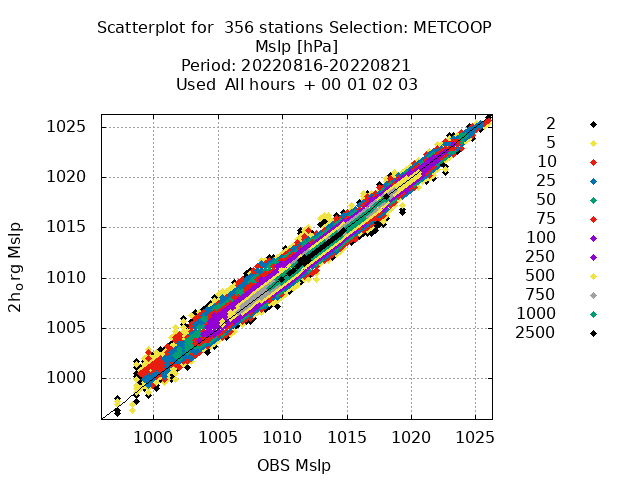 Scatterplot for 356 stations Selection: METCOOP
Mslp [hPa]
Period: 20220816-20220821
Used All hours + 00 01 02 03
1025
1020
1015
1010
1005
1000
2horg Mslp
1000 1005 1010 1015 1020 1025
OBS Mslp
2
5
10
25
50
75
100
250
500
750
1000
2500